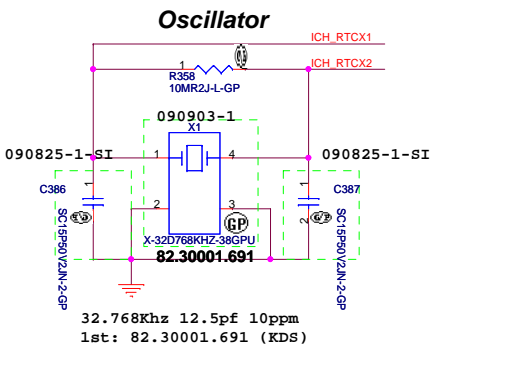 Oscillator
ICH_RTCX1
ICH_RTCX2
1
R358
10MR2J-L-GP
090903-1
X1
090825-1-SI
1
4
090825-1-SI
C386
1
2
3
GP
1
C387
2
SC15P50V2JN-2-GP
SC15P50V2JN-2-GP
X-32D768KHZ-38GPU
82.30001.691
32.768Khz 12.5pf 10ppm
1st: 82.30001.691 (KDS)